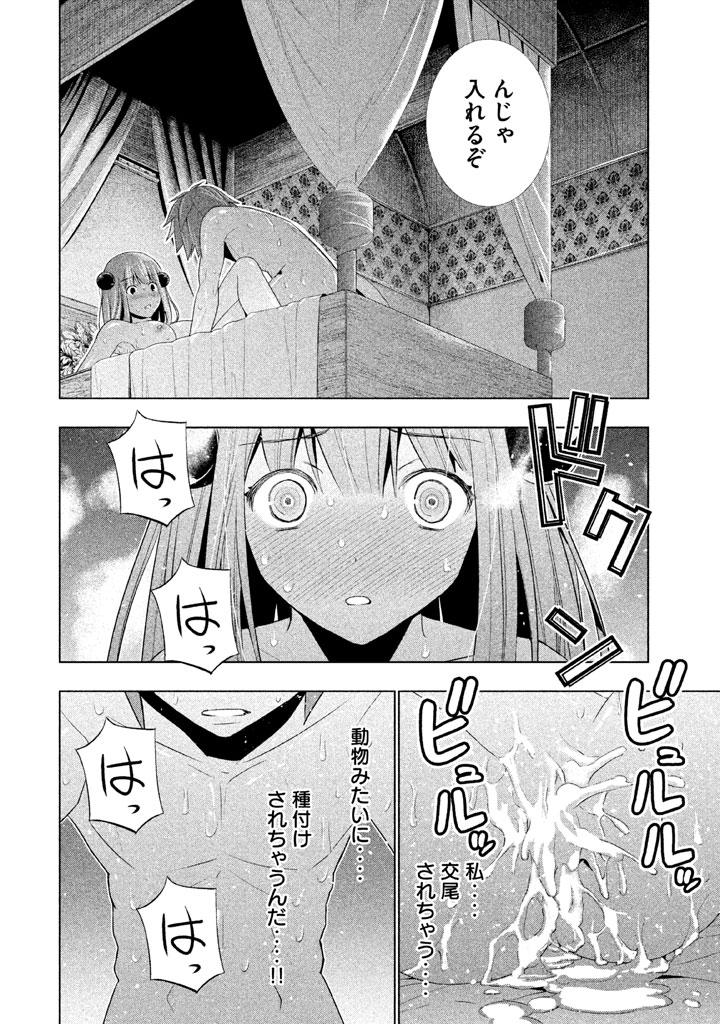 んじゃ
入れるぞ
ドクン
はっ
はっ
ビュルルッ
ビュルッ
私‥‥
交尾
されちゃう‥‥
動物みたいに‥‥
種付け
されちゃうんだ‥‥!!
はっ
はっ